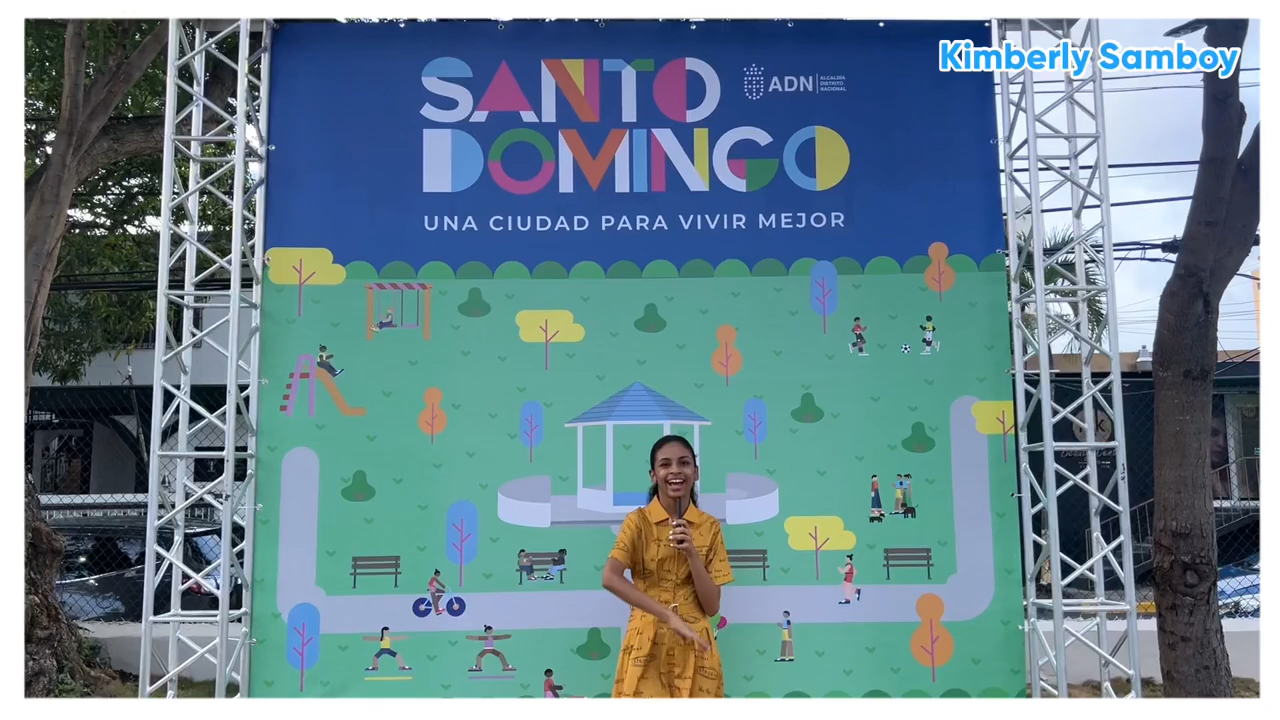 Kimberly Samboy
SANTO
DOMINGO
ADN
ALCALDÍA
DISTRITO
NACIONAL
UNA CIUDAD PARA VIVIR MEJOR